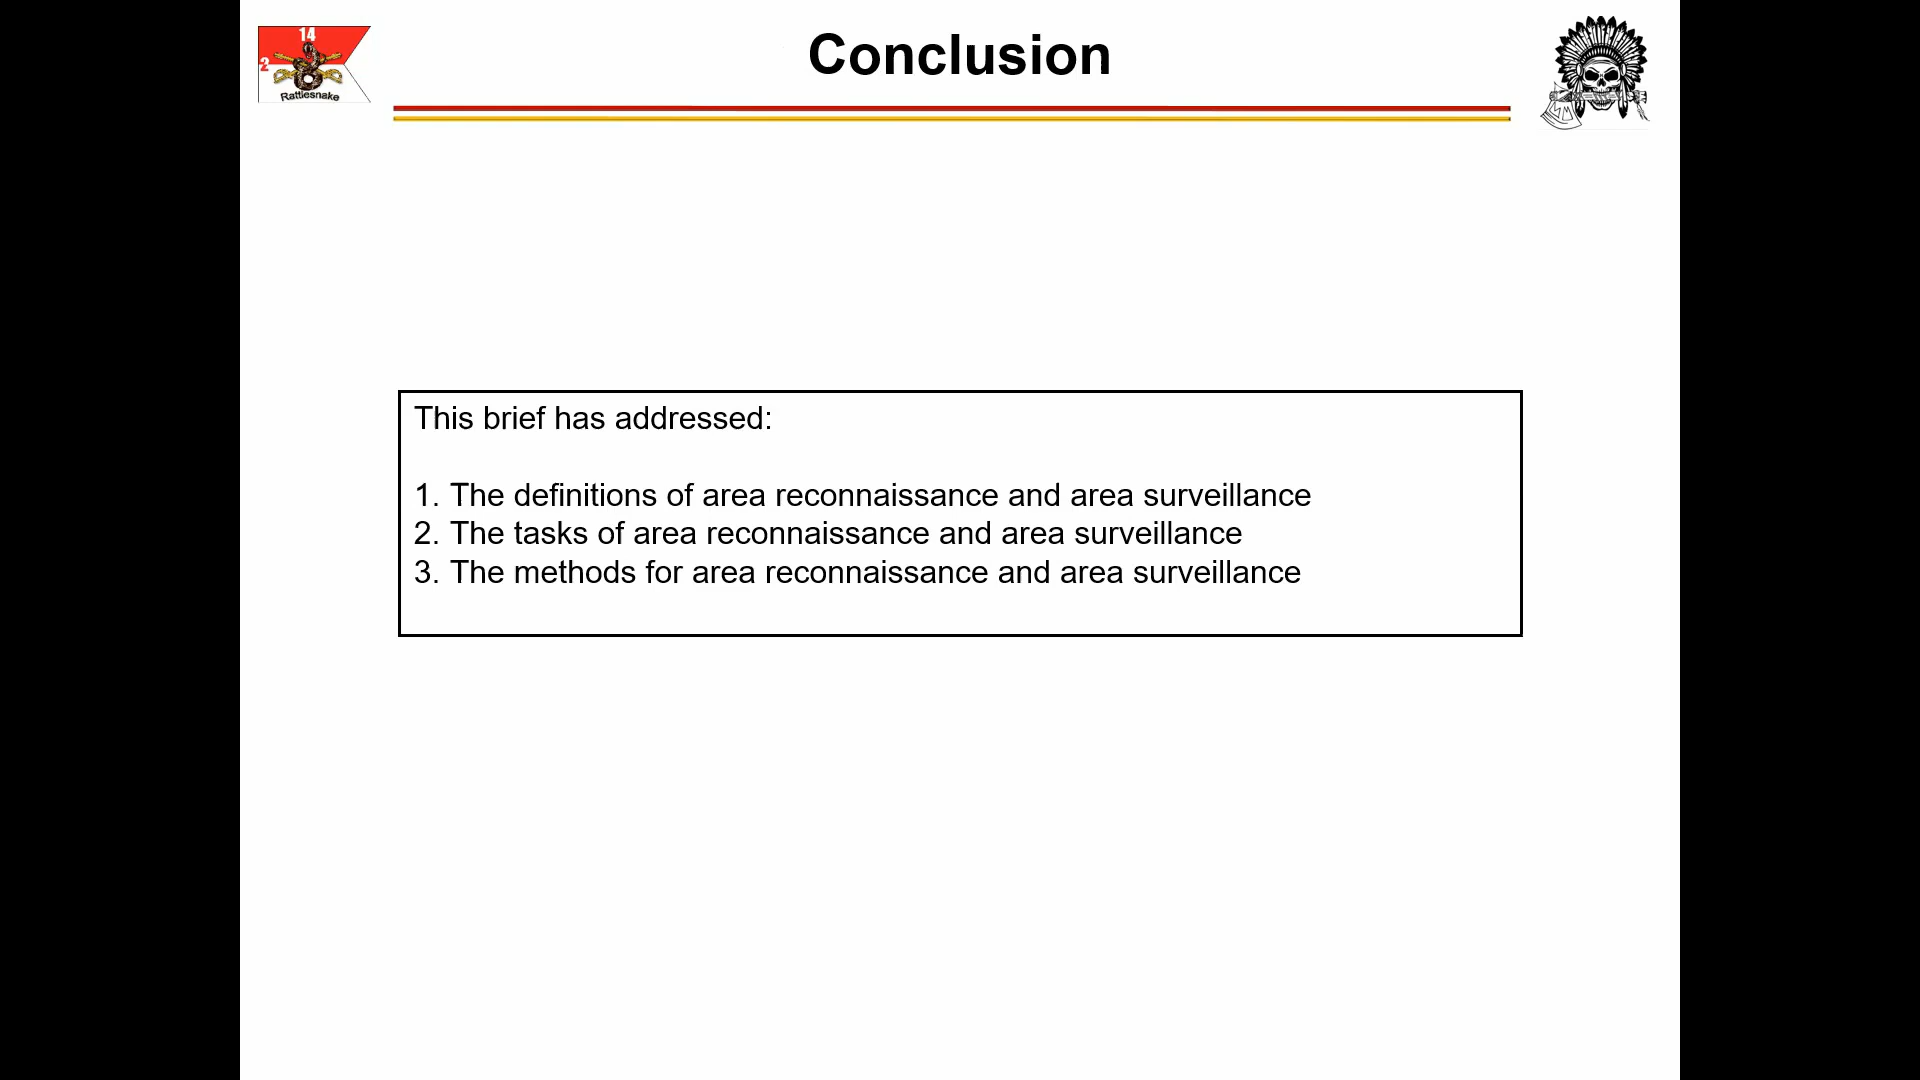 14
2
Rattlesnake
Conclusion
This brief has addressed:
1. The definitions of area reconnaissance and area surveillance
2. The tasks of area reconnaissance and area surveillance
3. The methods for area reconnaissance and area surveillance